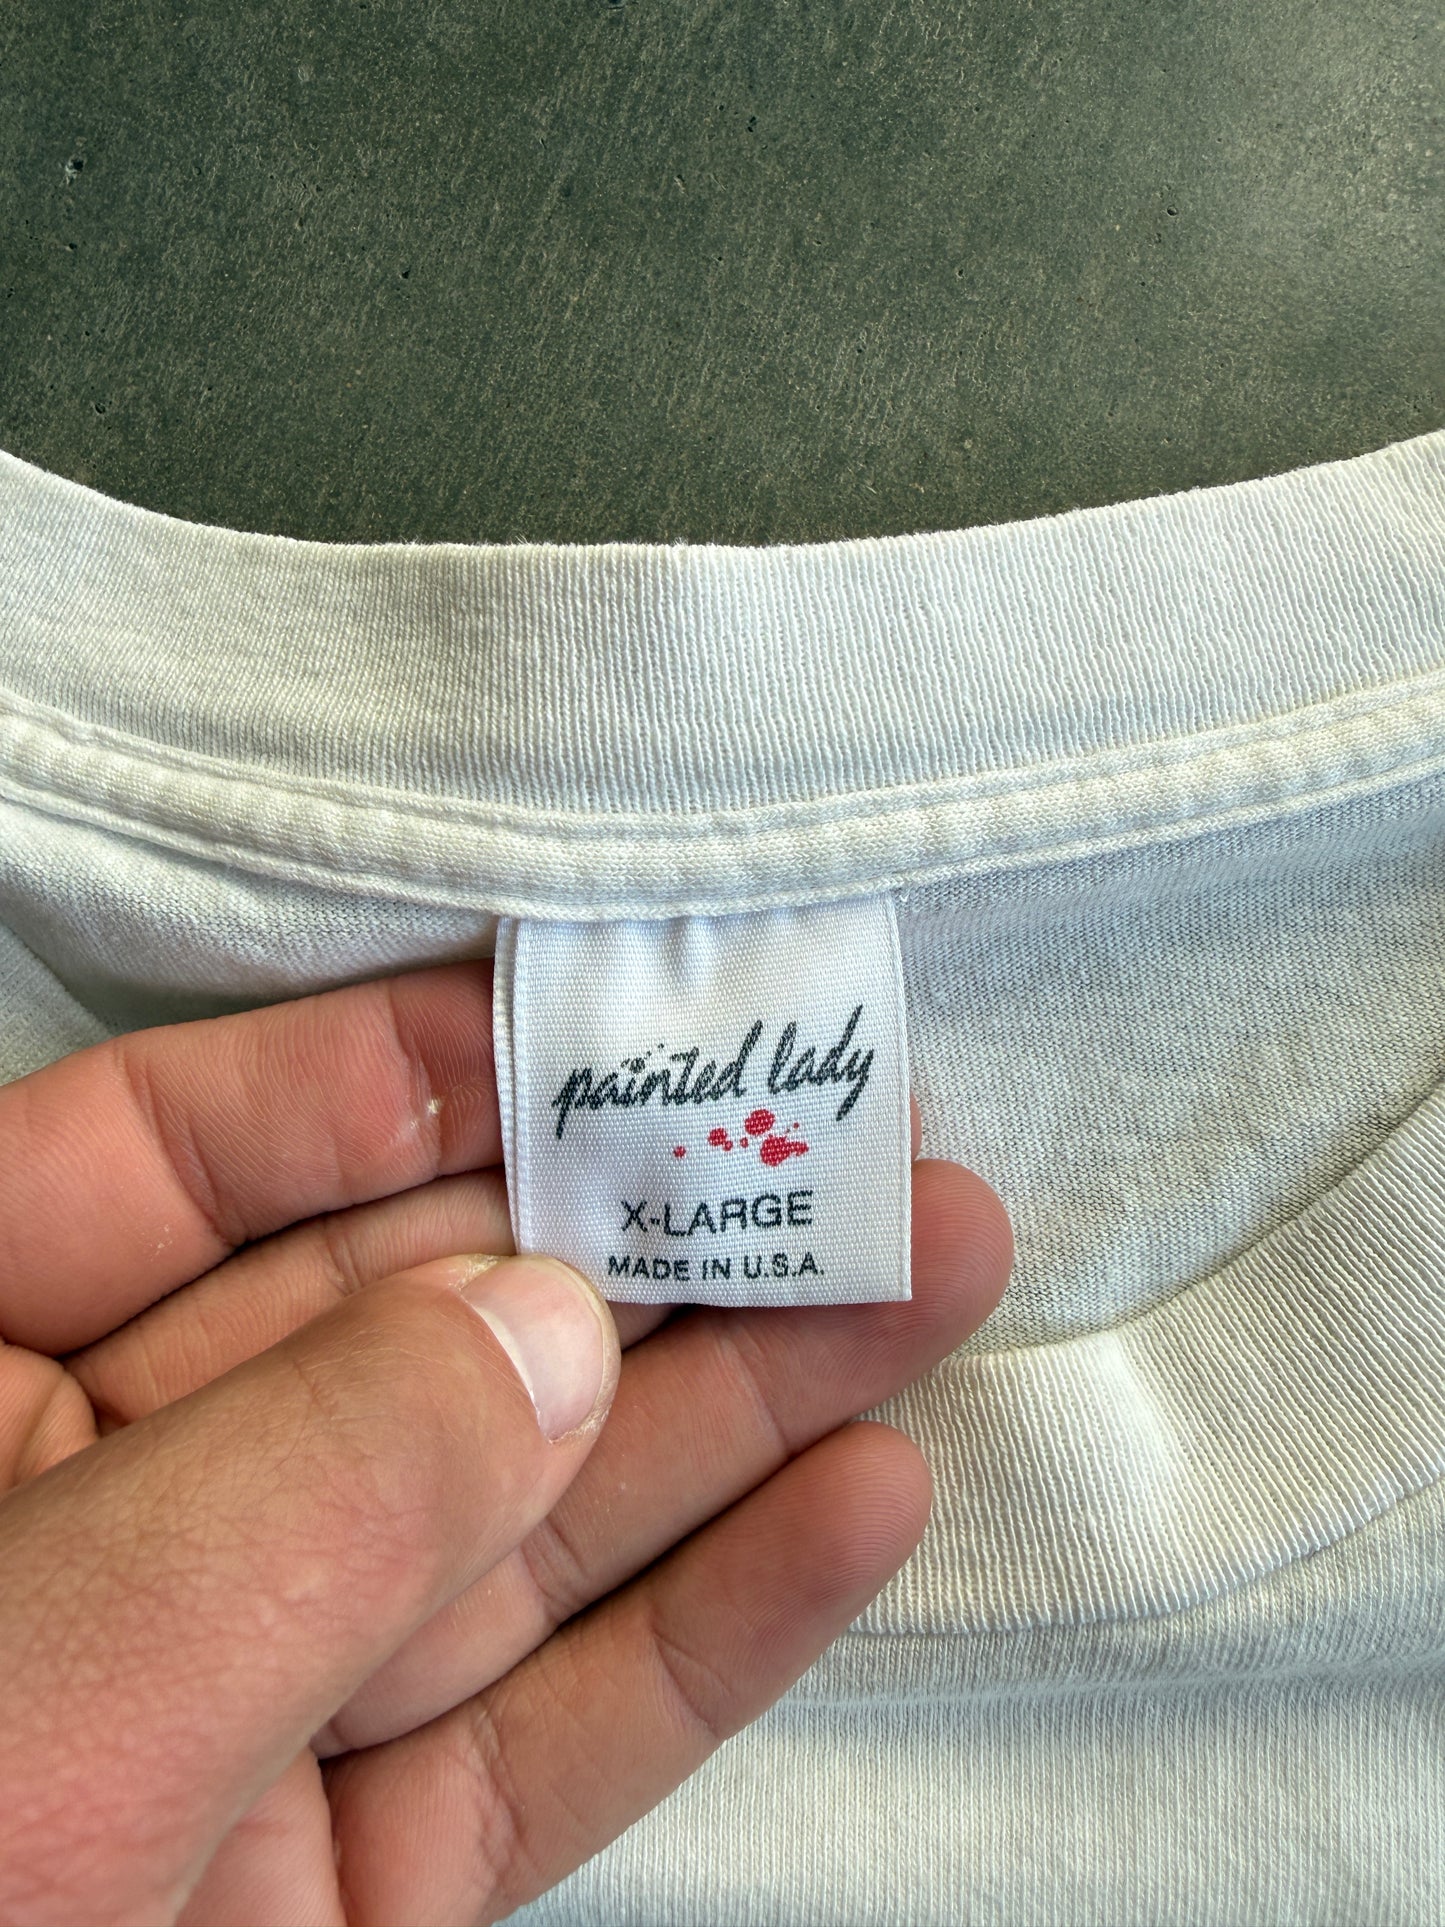 painted lady
X-LARGE
MADE IN U.S.A.